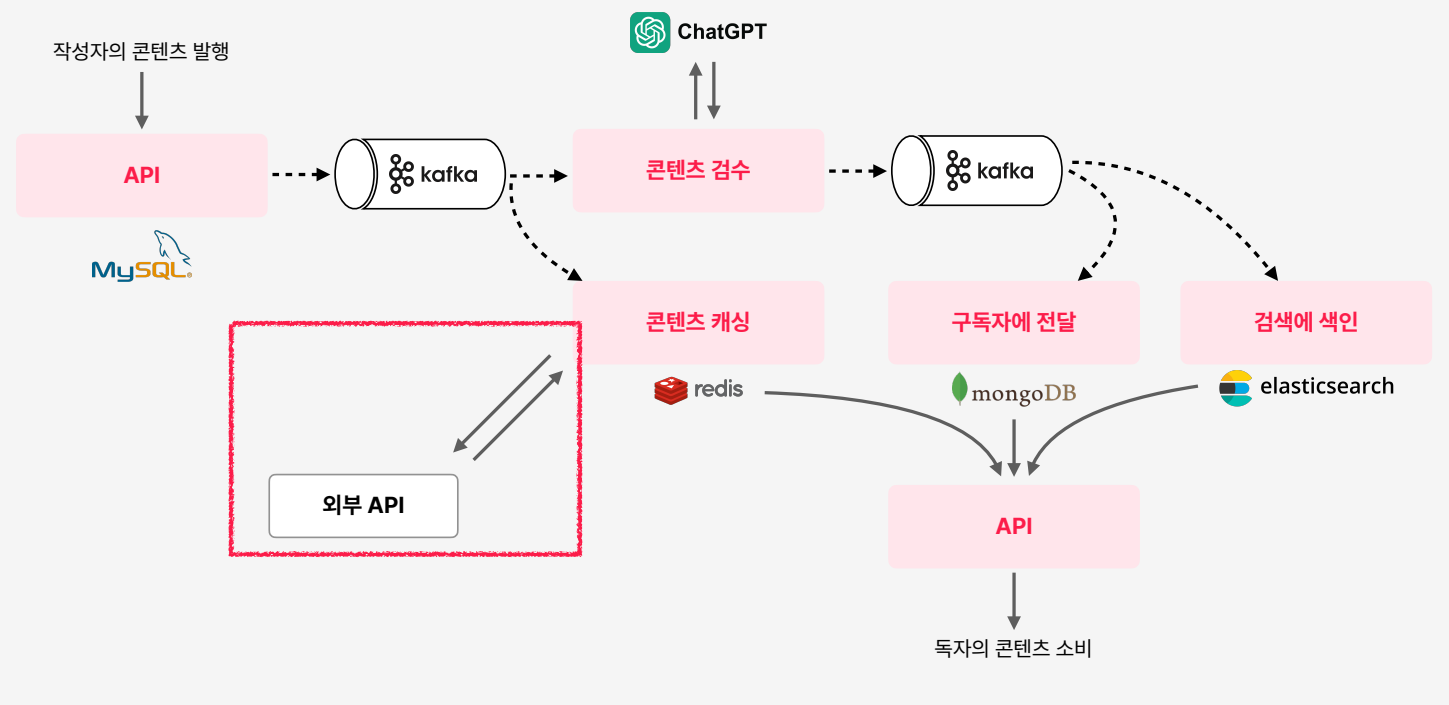 작성자의 콘텐츠 발행
ChatGPT
API
kafka
콘텐츠 검수
kafka
MySQL®
콘텐츠 캐싱
구독자에 전달
검색에 색인
redis
mongoDB
elasticsearch
외부 API
API
독자의 콘텐츠 소비